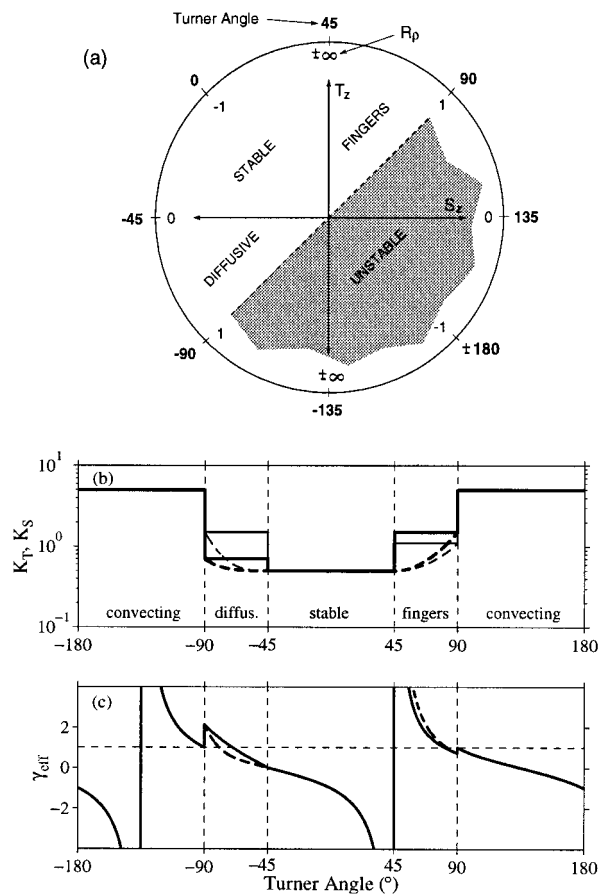 Turner Angle
45
R_ρ
(a)
±∞
0
90
-1
T_z
1
STABLE
FINGERS
-45
0
S_z
0
135
DIFFUSIVE
UNSTABLE
1
-1
-90
±180
±∞
-135
(b)
10^1
10^0
10^-1
K_T, K_S
convecting diffus. stable fingers convecting
−180 −90 −45 45 90 180
(c)
2
0
−2
γ_eff
−180 −90 −45 45 90 180
Turner Angle (°)